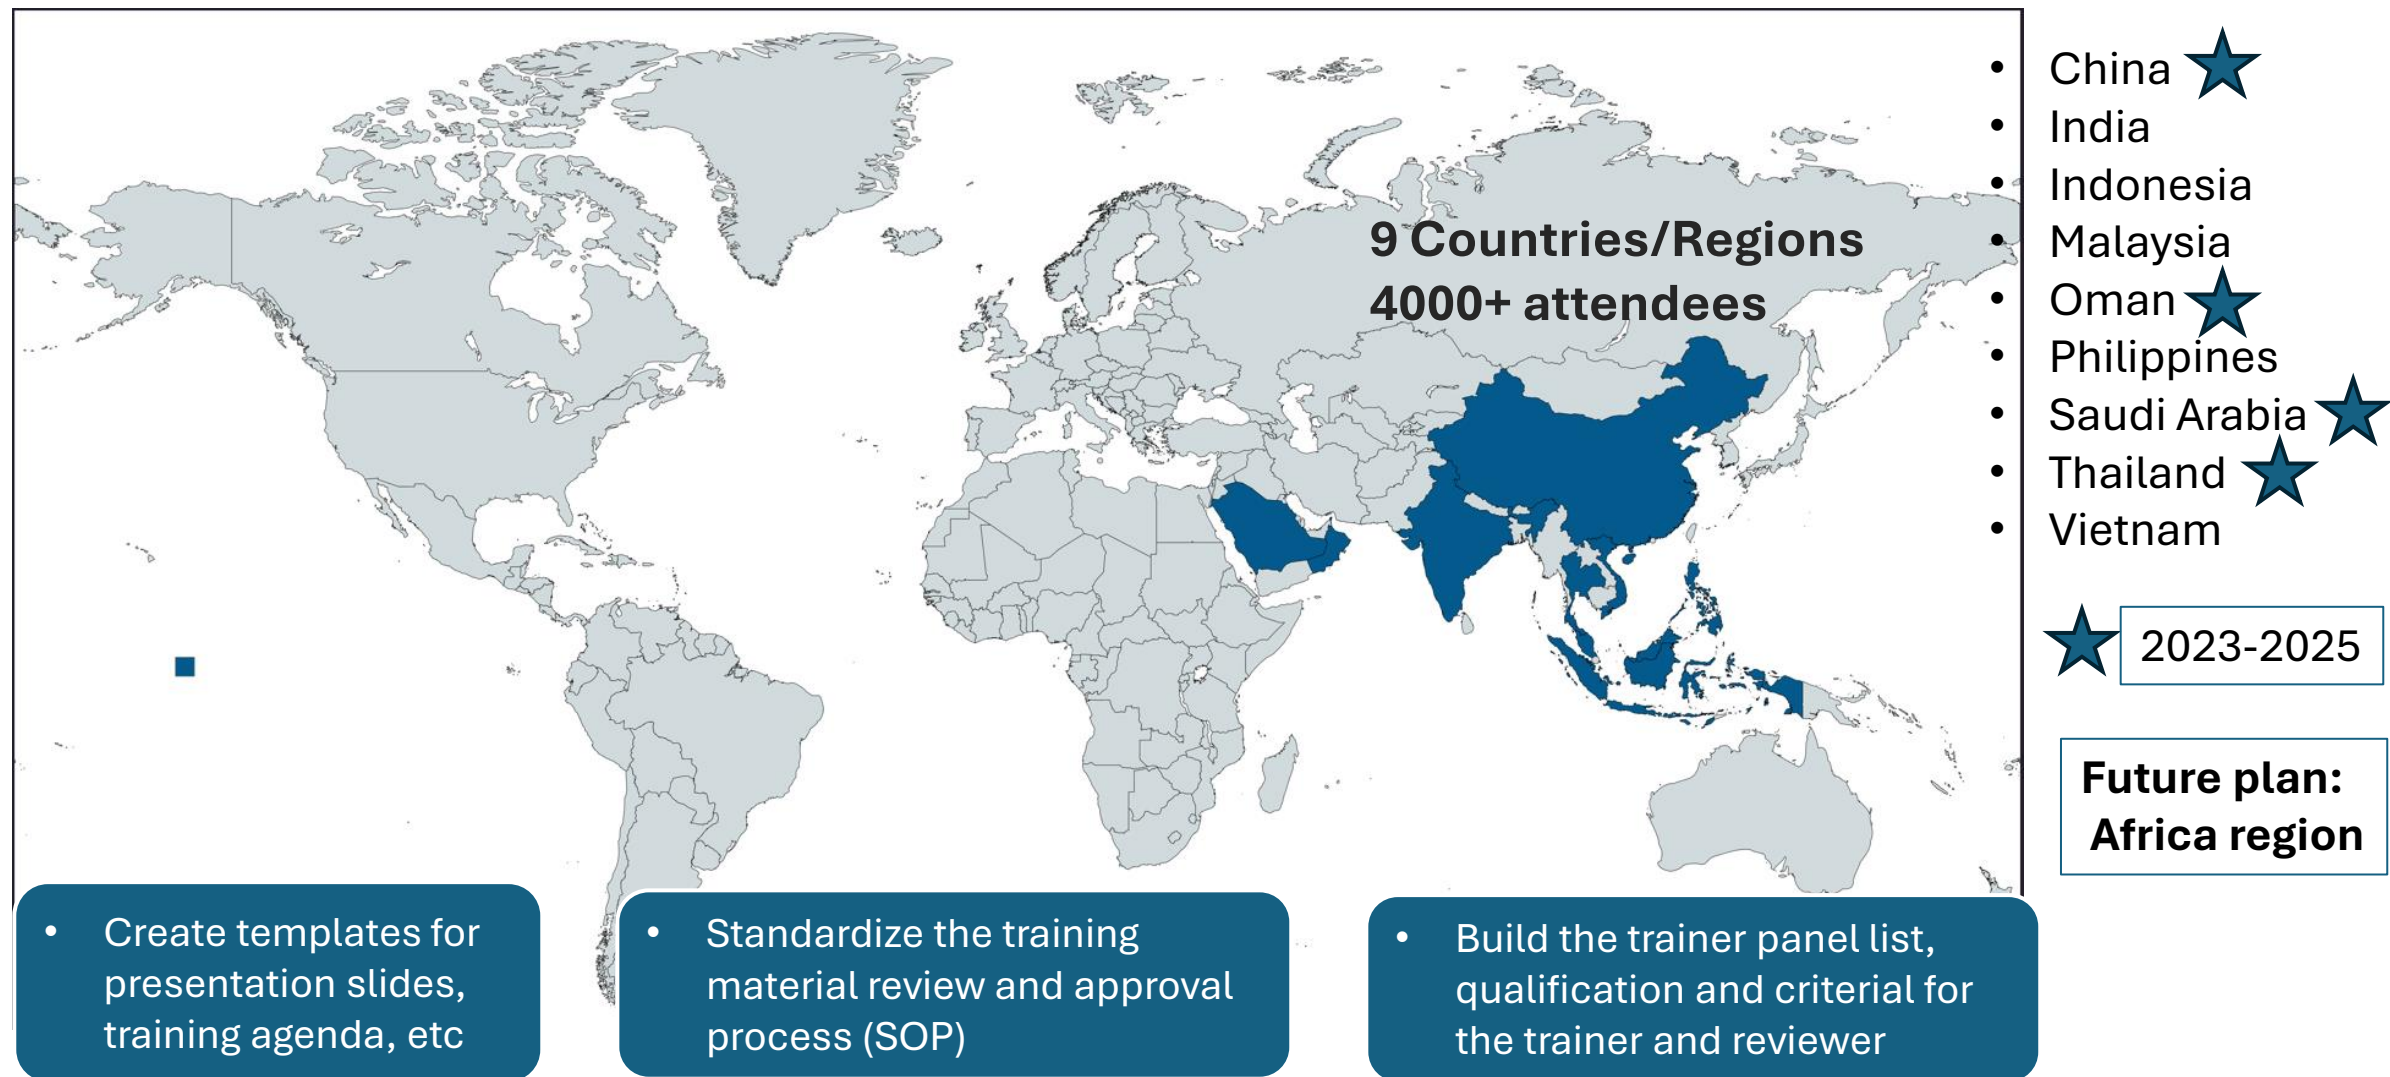 9 Countries/Regions
4000+ attendees
• China
• India
• Indonesia
• Malaysia
• Oman
• Philippines
• Saudi Arabia
• Thailand
• Vietnam
2023-2025
Future plan:
Africa region
• Create templates for
presentation slides,
training agenda, etc
• Standardize the training
material review and approval
process (SOP)
• Build the trainer panel list,
qualification and criterial for
the trainer and reviewer